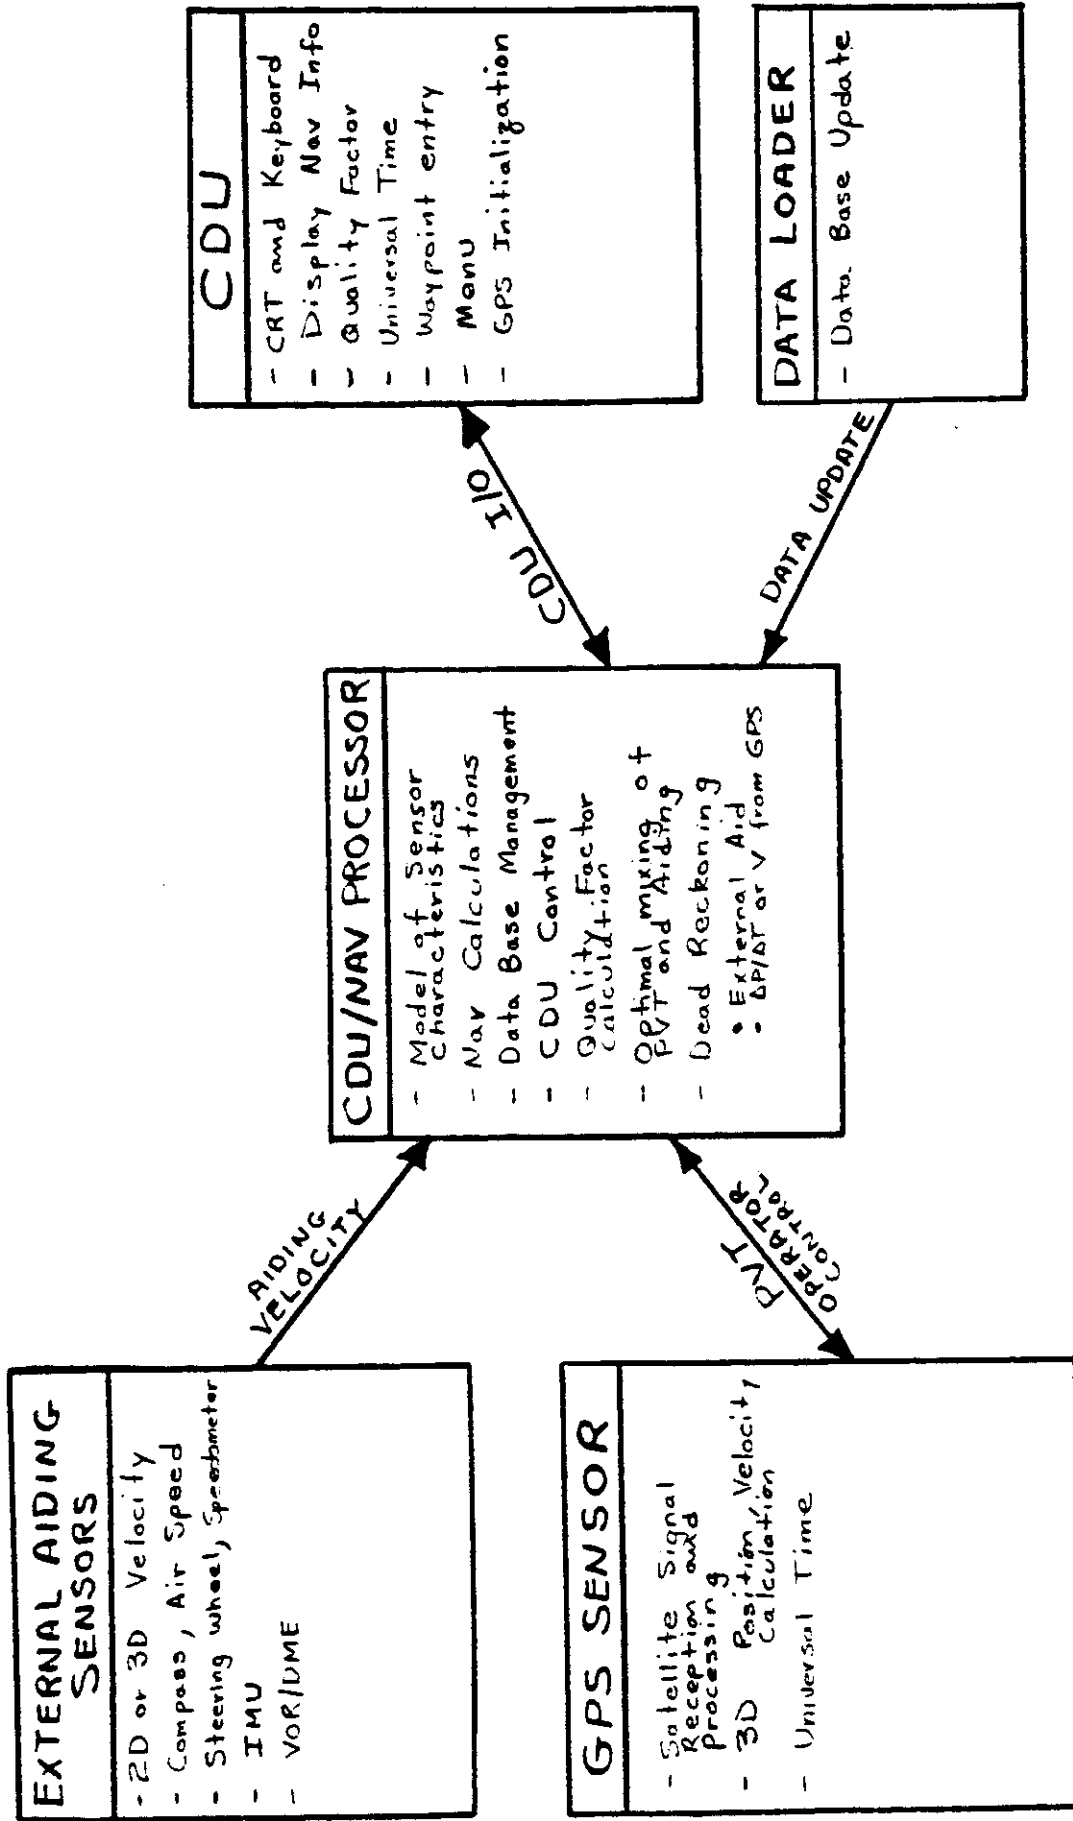 EXTERNAL AIDING
SENSORS
- 2D or 3D Velocity
- Compass, Air Speed
- Steering wheel, Speedometer
- IMU
- VOR/DME
GPS SENSOR
- Satellite Signal
Reception and
Processing
- 3D Position, Velocity
Calculation
- Universal Time
AIDING
VELOCITY
PVT
OPERATOR
CONTROL
CDU/NAV PROCESSOR
- Model of Sensor
Characteristics
- Nav Calculations
- Data Base Management
- CDU Control
- Quality Factor
Calculation
- Optimal mixing of
PVT and Aiding
- Dead Reckoning
• External Aid
• ΔP/ΔT or V from GPS
CDU I/O
DATA UPDATE
CDU
- CRT and Keyboard
- Display Nav Info
- Quality Factor
- Universal Time
- Waypoint entry
- Menu
- GPS Initialization
DATA LOADER
- Data Base Update